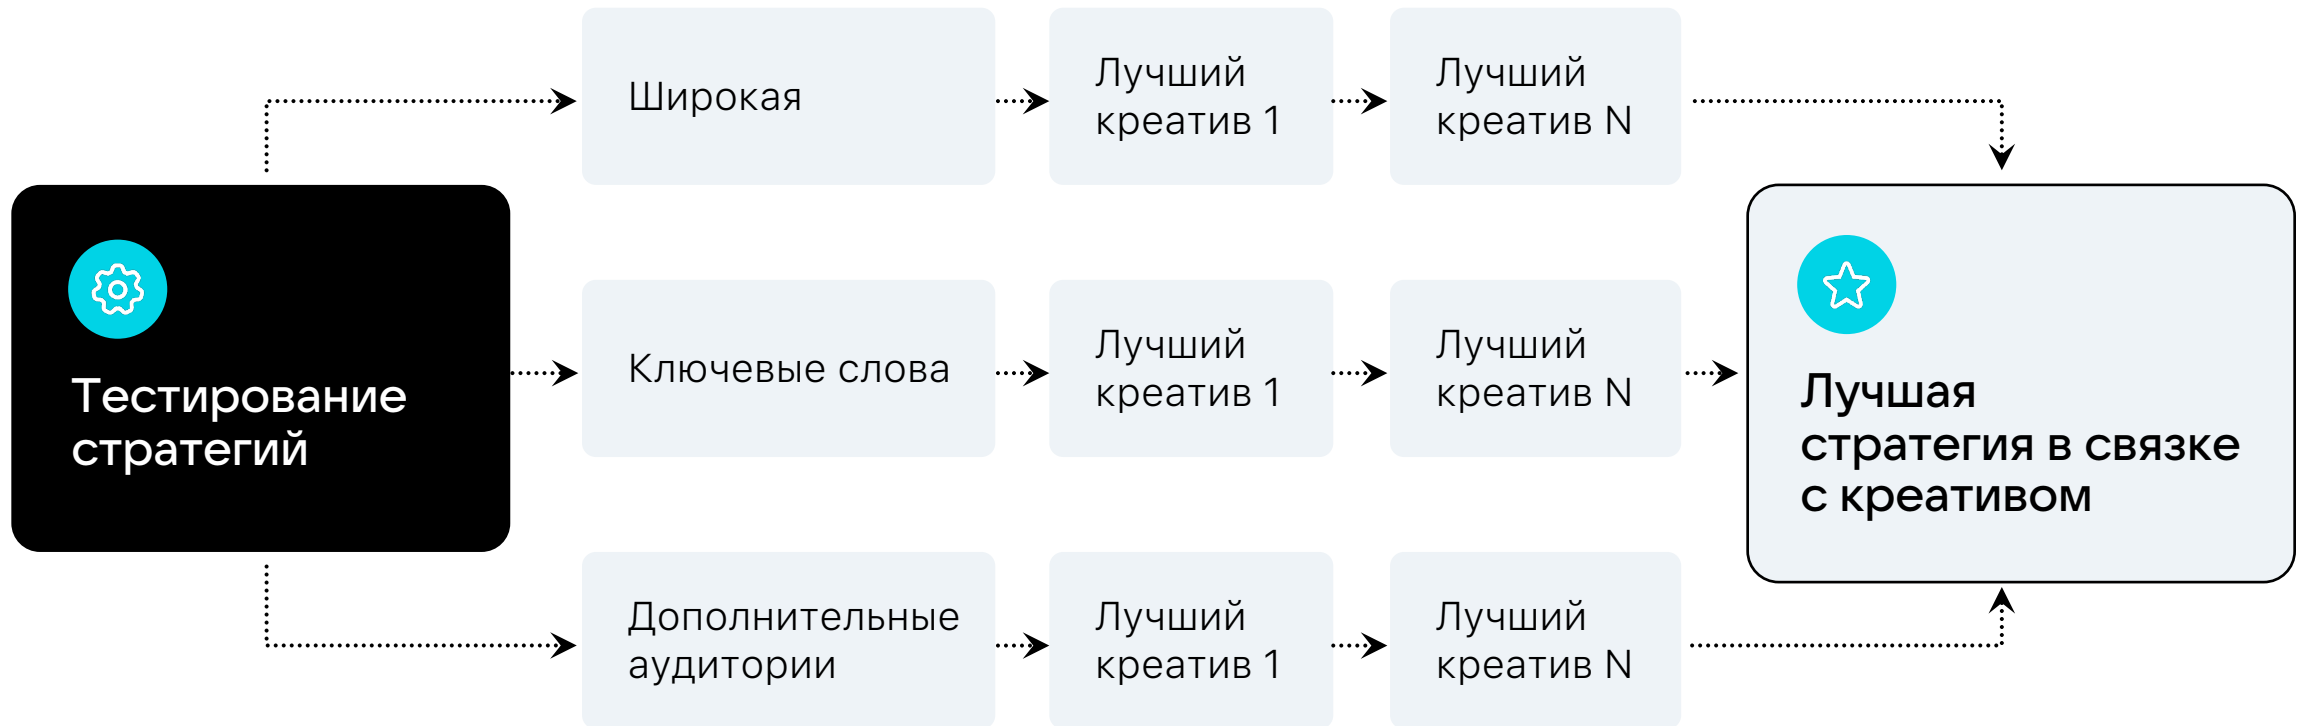 Тестирование
стратегий
Широкая
Лучший
креатив 1
Лучший
креатив N
Ключевые слова
Лучший
креатив 1
Лучший
креатив N
Дополнительные
аудитории
Лучший
креатив 1
Лучший
креатив N
Лучшая
стратегия в связке
с креативом